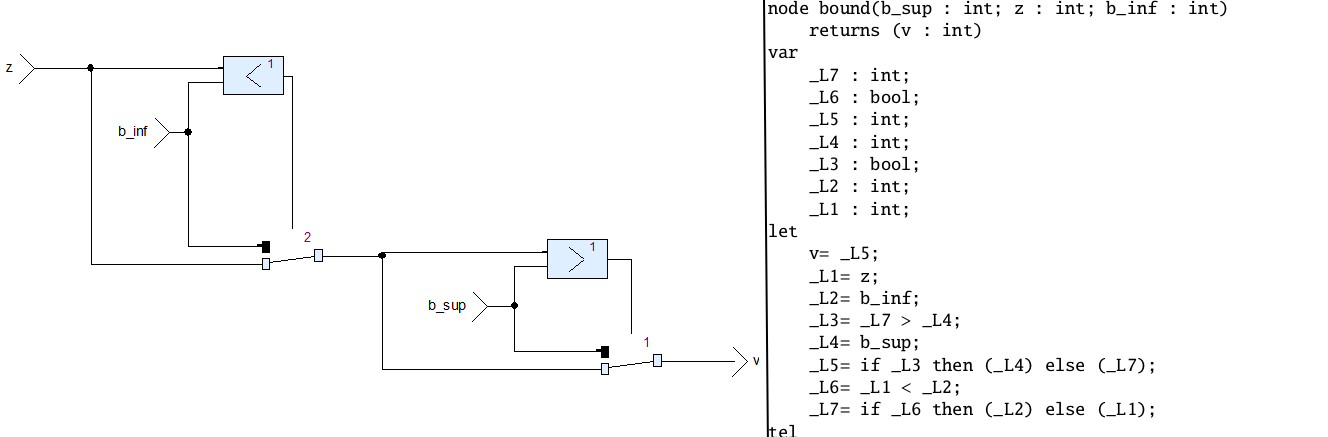 z
1
b_inf
2
1
b_sup
1
v
node bound(b_sup : int; z : int; b_inf : int)
returns (v : int)
var
_L7 : int;
_L6 : bool;
_L5 : int;
_L4 : int;
_L3 : bool;
_L2 : int;
_L1 : int;
let
v= _L5;
_L1= z;
_L2= b_inf;
_L3= _L7 > _L4;
_L4= b_sup;
_L5= if _L3 then (_L4) else (_L7);
_L6= _L1 < _L2;
_L7= if _L6 then (_L2) else (_L1);
tel